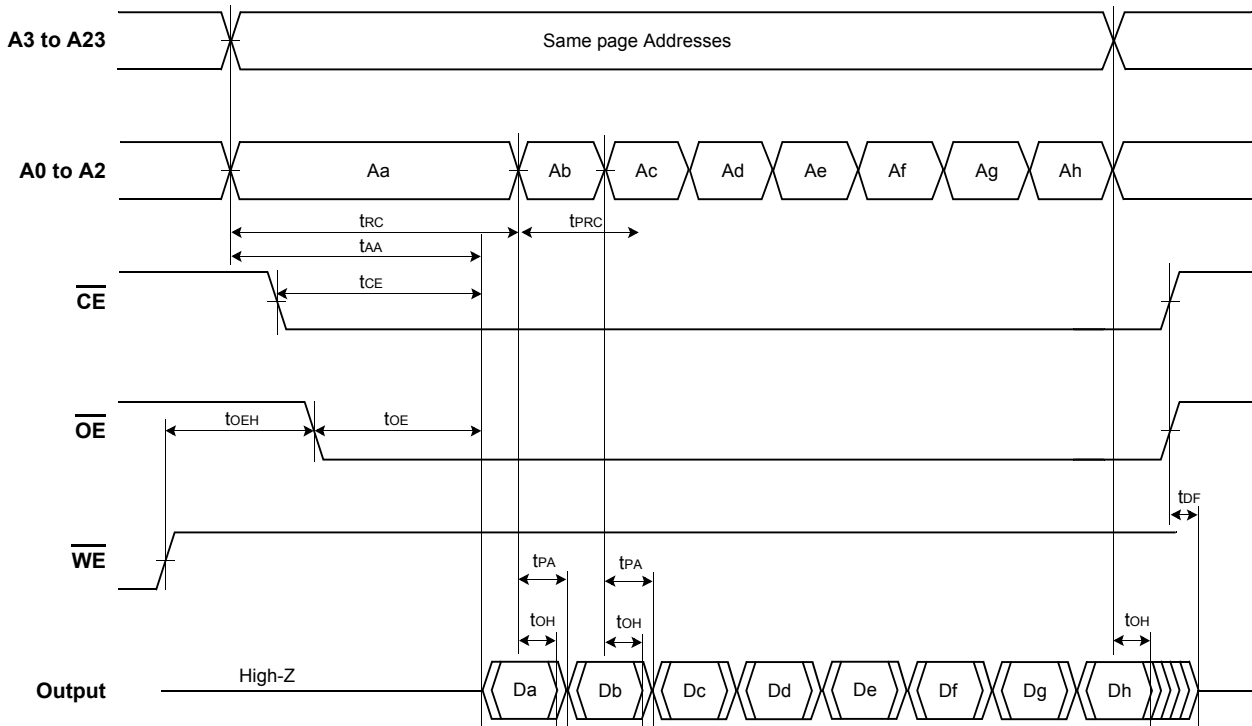 A3 to A23
Same page Addresses
A0 to A2
Aa
Ab
Ac
Ad
Ae
Af
Ag
Ah
tRC
tPRC
tAA
CE
tCE
OE
tOEH
tOE
tDF
WE
tPA
tPA
tOH
tOH
tOH
Output
High-Z
Da
Db
Dc
Dd
De
Df
Dg
Dh